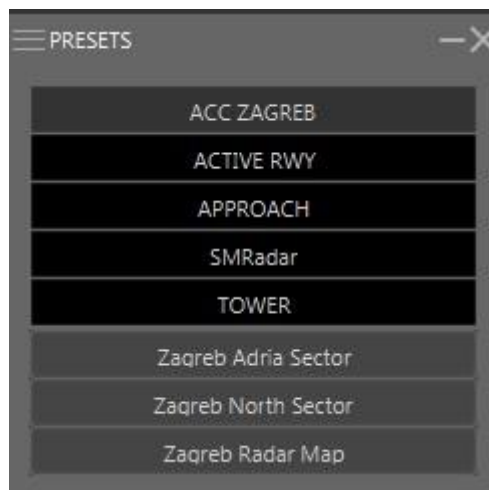 PRESETS
ACC ZAGREB
ACTIVE RWY
APPROACH
SMRadar
TOWER
Zagreb Adria Sector
Zagreb North Sector
Zagreb Radar Map